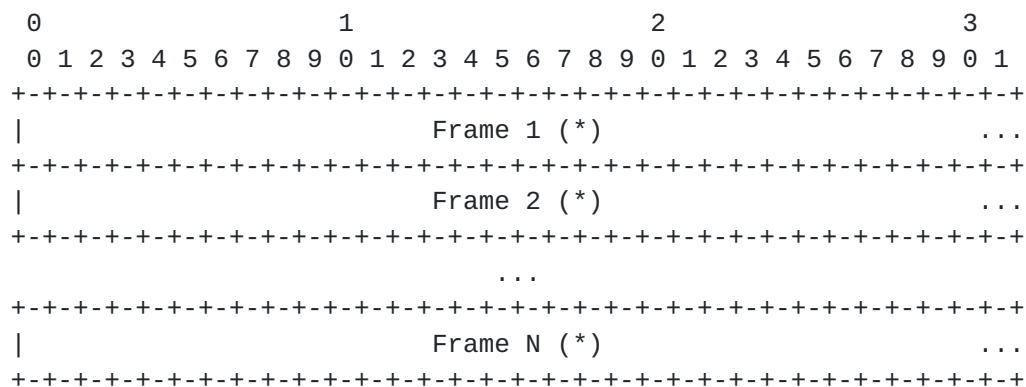 0                   1                   2                   3
 0 1 2 3 4 5 6 7 8 9 0 1 2 3 4 5 6 7 8 9 0 1 2 3 4 5 6 7 8 9 0 1
+-+-+-+-+-+-+-+-+-+-+-+-+-+-+-+-+-+-+-+-+-+-+-+-+-+-+-+-+-+-+-+-+
|                          Frame 1 (*)                        ...
+-+-+-+-+-+-+-+-+-+-+-+-+-+-+-+-+-+-+-+-+-+-+-+-+-+-+-+-+-+-+-+-+
|                          Frame 2 (*)                        ...
+-+-+-+-+-+-+-+-+-+-+-+-+-+-+-+-+-+-+-+-+-+-+-+-+-+-+-+-+-+-+-+-+
                               ...
+-+-+-+-+-+-+-+-+-+-+-+-+-+-+-+-+-+-+-+-+-+-+-+-+-+-+-+-+-+-+-+-+
|                          Frame N (*)                        ...
+-+-+-+-+-+-+-+-+-+-+-+-+-+-+-+-+-+-+-+-+-+-+-+-+-+-+-+-+-+-+-+-+